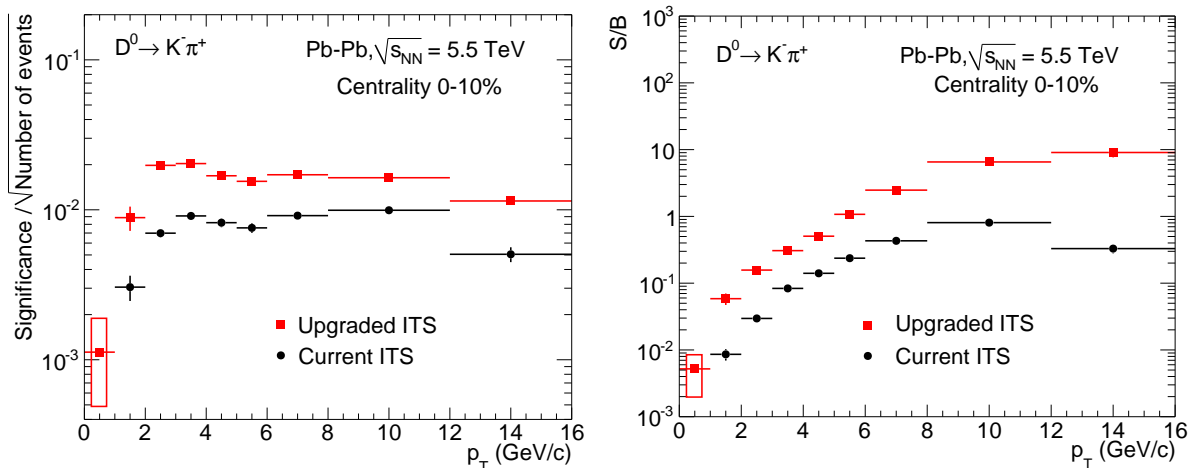 Significance /√Number of events
10⁻¹
10⁻²
10⁻³
D⁰→ K⁻π⁺
Pb-Pb,√s_NN = 5.5 TeV
Centrality 0-10%
Upgraded ITS
Current ITS
0 2 4 6 8 10 12 14 16
p_T (GeV/c)
S/B
10³
10²
10
1
10⁻¹
10⁻²
10⁻³
D⁰→ K⁻π⁺
Pb-Pb,√s_NN = 5.5 TeV
Centrality 0-10%
Upgraded ITS
Current ITS
0 2 4 6 8 10 12 14 16
p_T (GeV/c)